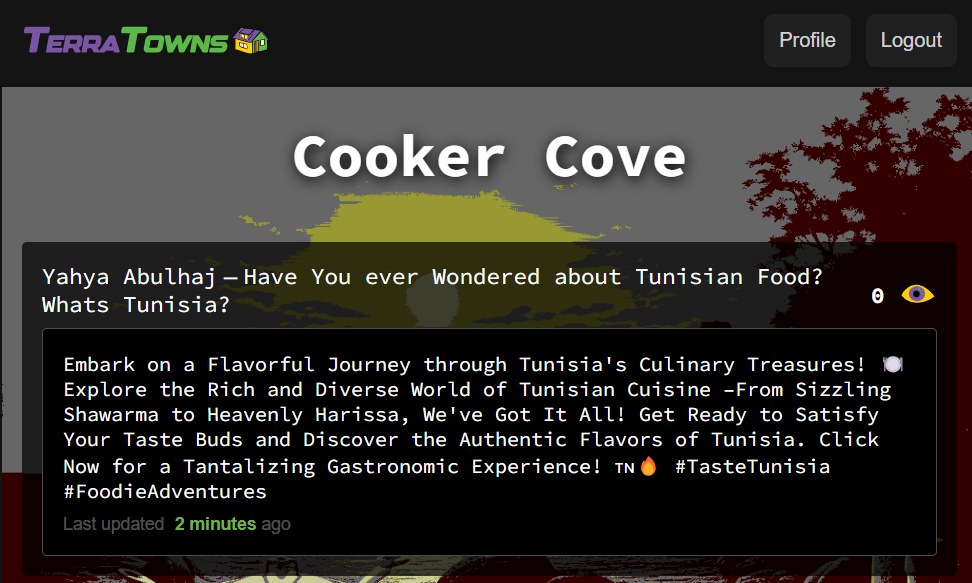 TERRATOWNS
Profile
Logout
Cooker Cove
Yahya Abulhaj — Have You ever Wondered about Tunisian Food?
Whats Tunisia?
0
Embark on a Flavorful Journey through Tunisia's Culinary Treasures! 🍽️
Explore the Rich and Diverse World of Tunisian Cuisine –From Sizzling
Shawarma to Heavenly Harissa, We've Got It All! Get Ready to Satisfy
Your Taste Buds and Discover the Authentic Flavors of Tunisia. Click
Now for a Tantalizing Gastronomic Experience! 🇹🇳🔥 #TasteTunisia
#FoodieAdventures
Last updated 2 minutes ago